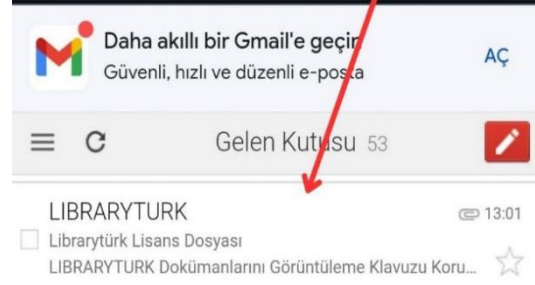 Daha akıllı bir Gmail'e geçin
Güvenli, hızlı ve düzenli e-posta
AÇ
Gelen Kutusu 53
LIBRARYTURK
13:01
Librarytürk Lisans Dosyası
LIBRARYTURK Dokümanlarını Görüntüleme Klavuzu Koru...